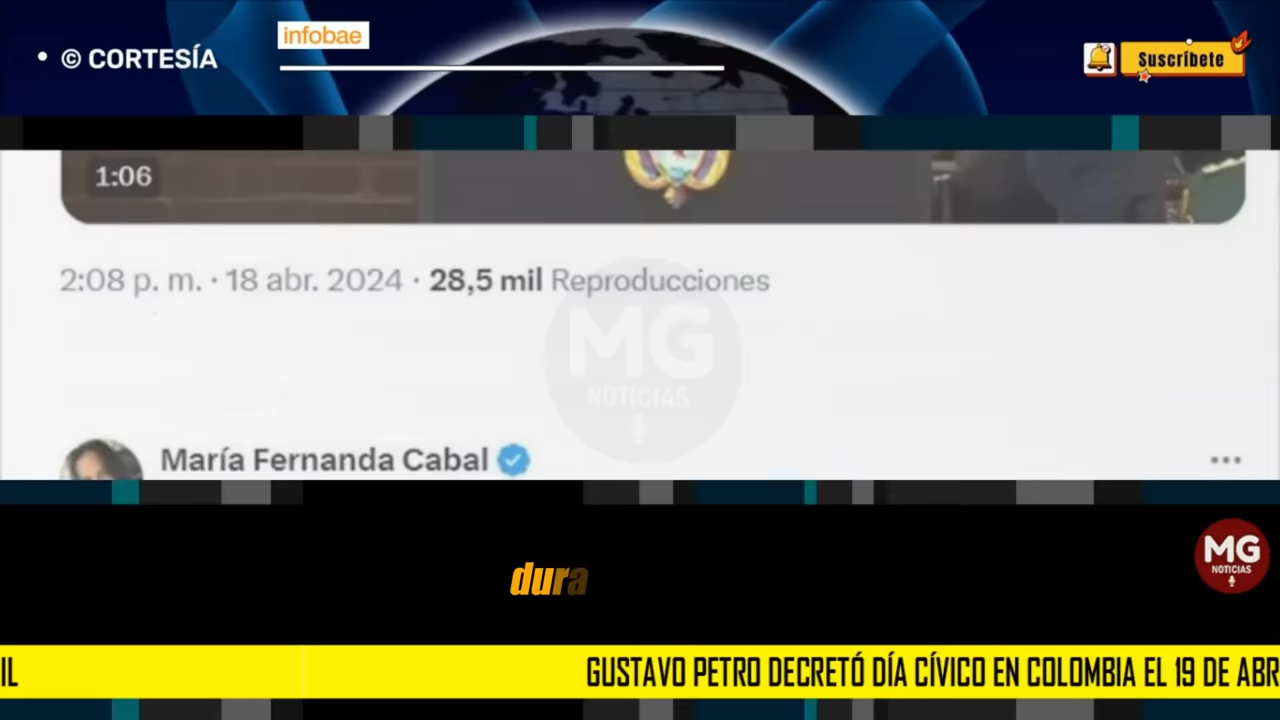 infobae
• © CORTESÍA
Suscríbete
1:06
2:08 p. m. · 18 abr. 2024 · 28,5 mil Reproducciones
MG
NOTICIAS
María Fernanda Cabal
dura
MG
NOTICIAS
IL GUSTAVO PETRO DECRETÓ DÍA CÍVICO EN COLOMBIA EL 19 DE ABR